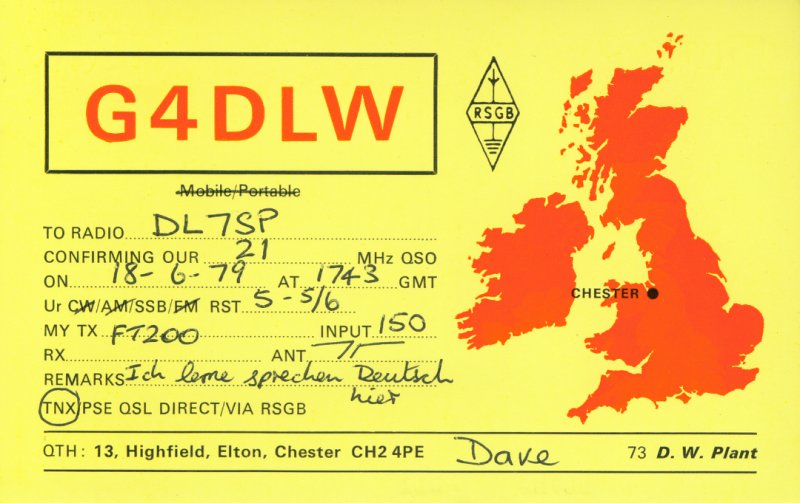 G4DLW
RSGB
Mobile/Portable
TO RADIO DL7SP
CONFIRMING OUR 21 MHz QSO
ON 18-6-79 AT 1743 GMT
Ur CW/AM/SSB/FM RST 5-5/6
MY TX FT200 INPUT 150
RX ANT
REMARKS Ich lerne sprechen Deutsch
hier
TNX/PSE QSL DIRECT/VIA RSGB
CHESTER
QTH: 13, Highfield, Elton, Chester CH2 4PE Dave 73 D. W. Plant